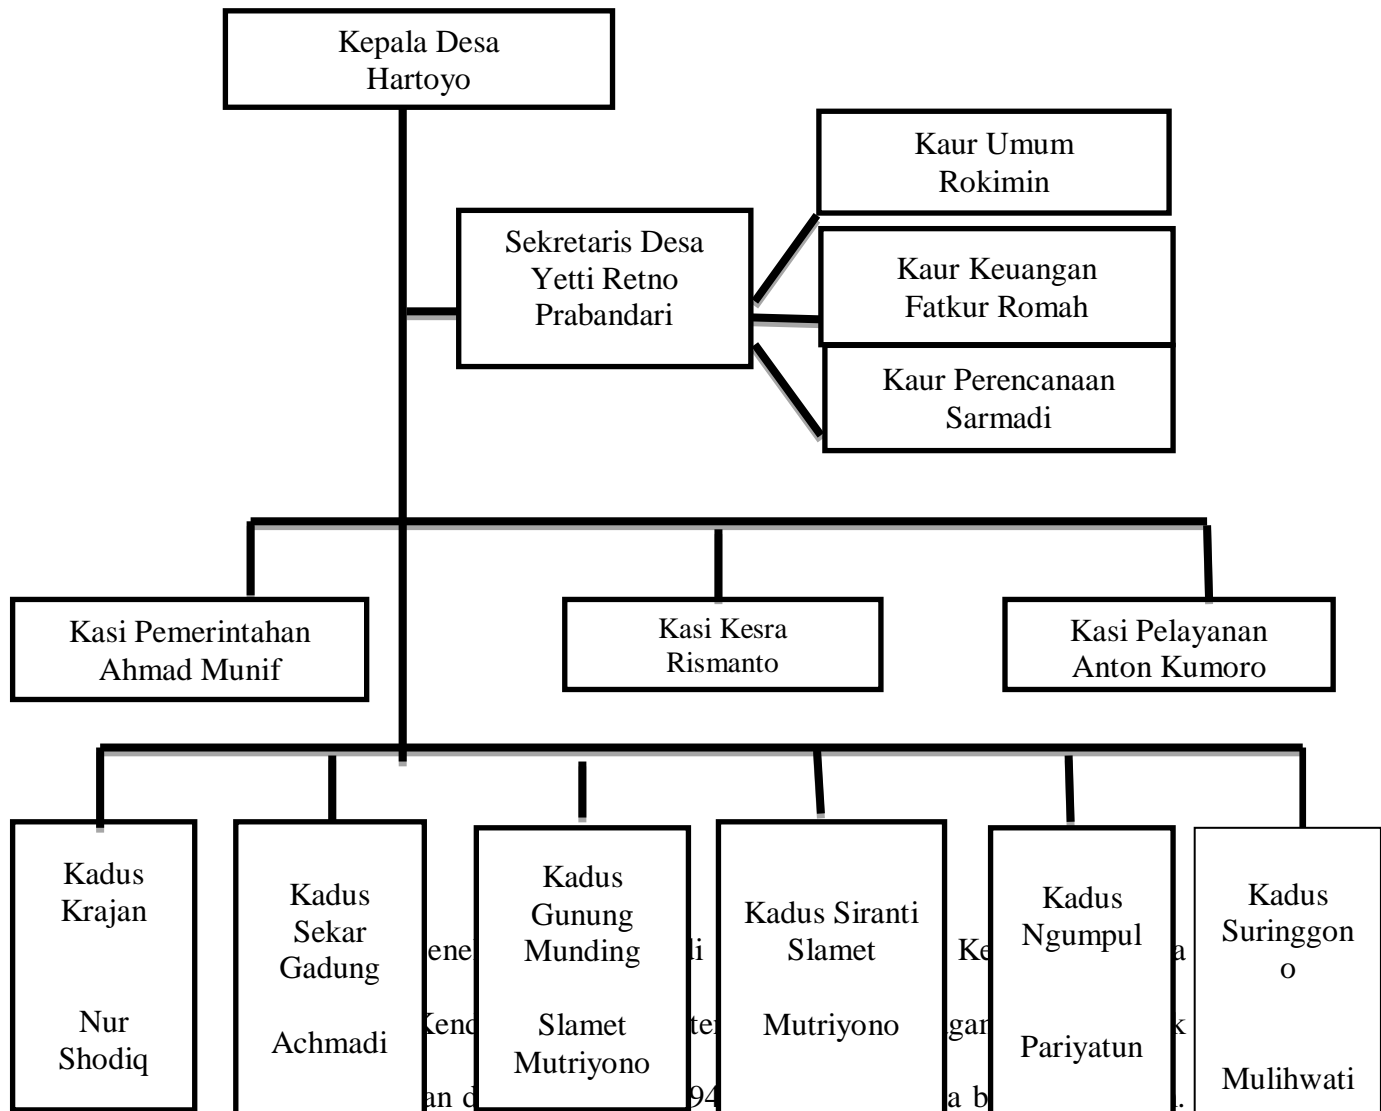 Kepala Desa
Hartoyo
Kaur Umum
Rokimin
Sekretaris Desa
Yetti Retno
Prabandari
Kaur Keuangan
Fatkur Romah
Kaur Perencanaan
Sarmadi
Kasi Pemerintahan
Ahmad Munif
Kasi Kesra
Rismanto
Kasi Pelayanan
Anton Kumoro
Kadus
Krajan
Nur
Shodiq
Kadus
Sekar
Gadung
Achmadi
Kadus
Gunung
Munding
Slamet
Mutriyono
Kadus Siranti
Slamet
Mutriyono
Kadus
Ngumpul
Pariyatun
Kadus
Suringgon
o
Mulihwati